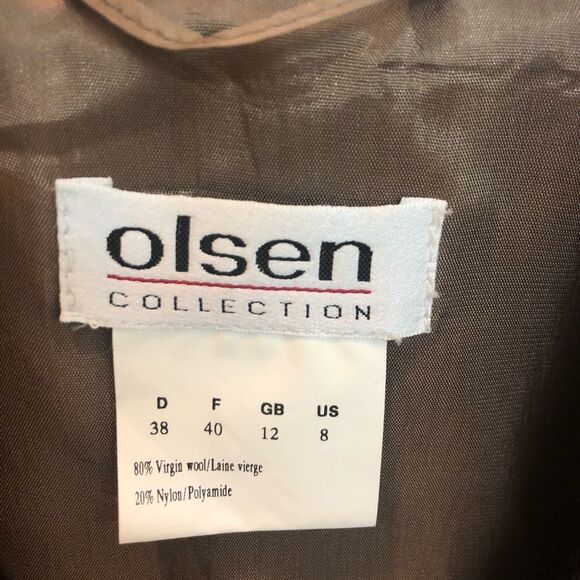 olsen
COLLECTION
D F GB US
38 40 12 8
80% Virgin wool/Laine vierge
20% Nylon/Polyamide